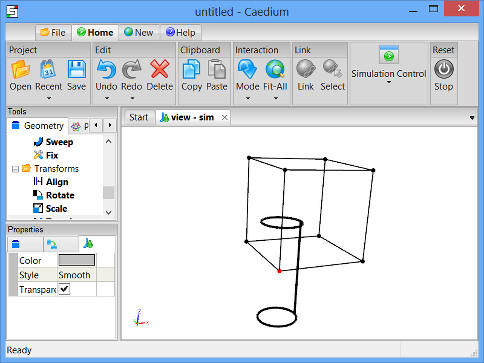 untitled - Caedium
File Home New Help
Project Edit Clipboard Interaction Link Reset
Open Recent Save Undo Redo Delete Copy Paste Mode Fit-All Link Select Simulation Control Stop
Tools
Geometry P
Start view - sim
Sweep
Fix
Transforms
Align
Rotate
Scale
Properties
Color
Style Smooth
Transpare
z
x
Ready